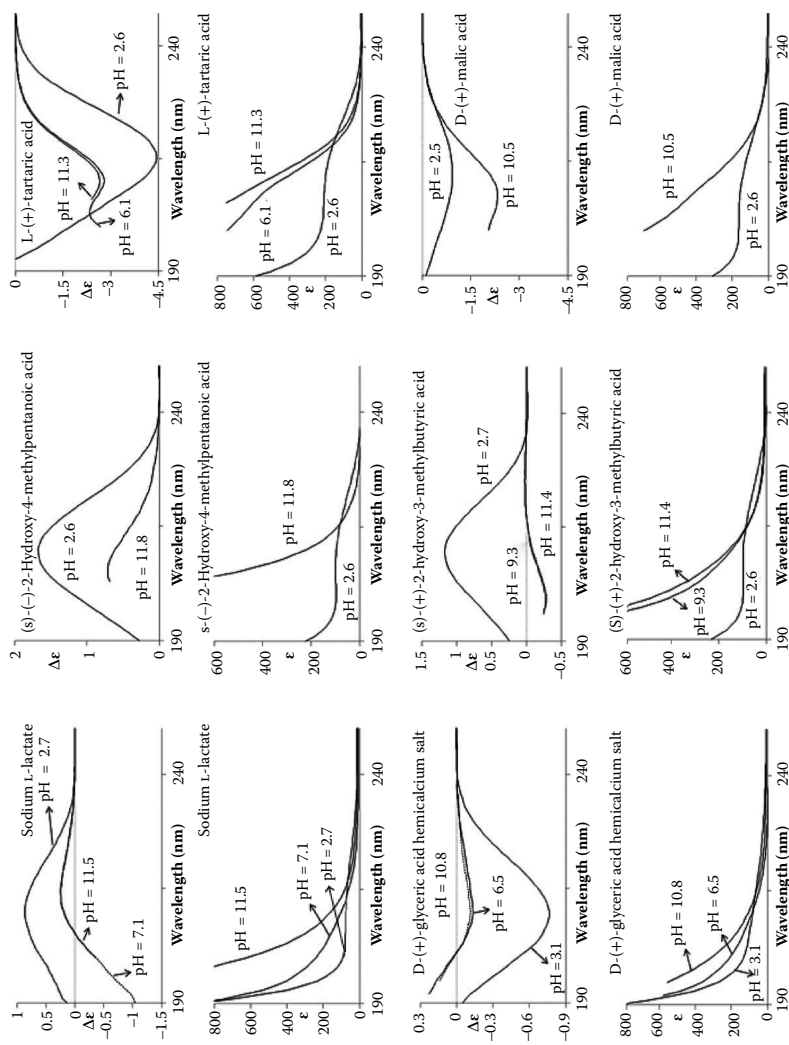 Sodium L-lactate
1
0.5
0
−0.5
−1
−1.5
Δε
pH = 2.7
pH = 11.5
pH = 7.1
190
240
Wavelength (nm)
(s)-(−)-2-Hydroxy-4-methylpentanoic acid
2
1
0
Δε
pH = 2.6
pH = 11.8
190
240
Wavelength (nm)
L-(+)-tartaric acid
0
−1.5
−3
−4.5
Δε
pH = 2.6
pH = 11.3
pH = 6.1
190
240
Wavelength (nm)
Sodium L-lactate
800
600
400
200
0
ε
pH = 11.5
pH = 7.1
pH = 2.7
190
240
Wavelength (nm)
s-(−)-2-Hydroxy-4-methylpentanoic acid
600
400
200
0
ε
pH = 11.8
pH = 2.6
190
240
Wavelength (nm)
L-(+)-tartaric acid
800
600
400
200
0
ε
pH = 11.3
pH = 6.1
pH = 2.6
190
240
Wavelength (nm)
D-(+)-glyceric acid hemicalcium salt
0.3
0
−0.3
−0.6
−0.9
Δε
pH = 10.8
pH = 6.5
pH = 3.1
190
240
Wavelength (nm)
(s)-(+)-2-hydroxy-3-methylbutyric acid
1.5
1
0.5
0
−0.5
Δε
pH = 2.7
pH = 9.3
pH = 11.4
190
240
Wavelength (nm)
D-(+)-malic acid
0
−1.5
−3
−4.5
Δε
pH = 2.5
pH = 10.5
190
240
Wavelength (nm)
D-(+)-glyceric acid hemicalcium salt
800
600
400
200
0
ε
pH = 10.8
pH = 6.5
pH = 3.1
190
240
Wavelength (nm)
(S)-(+)-2-hydroxy-3-methylbutyric acid
600
400
200
0
ε
pH = 11.4
pH = 9.3
pH = 2.6
190
240
Wavelength (nm)
D-(+)-malic acid
800
600
400
200
0
ε
pH = 10.5
pH = 2.6
190
240
Wavelength (nm)